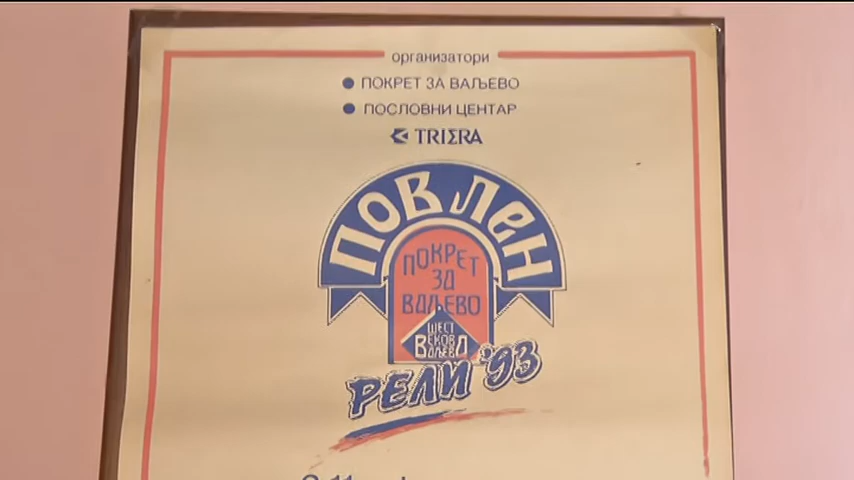 организатори
ПОКРЕТ ЗА ВАЉЕВО
ПОСЛОВНИ ЦЕНТАР
TRIΣRA
ПОВЛЕН
ПОКРЕТ
ЗА
ВАЉЕВО
ШЕСТ
ВЕКОВА
ВАЉЕВА
РЕЛИ '93